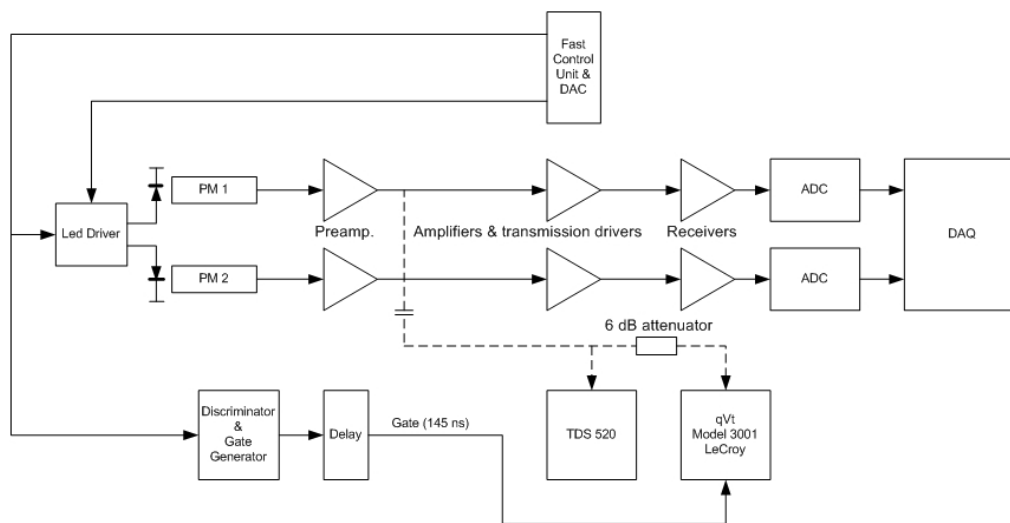 Fast
Control
Unit &
DAC
PM 1
ADC
Led Driver
Preamp.
Amplifiers & transmission drivers
Receivers
DAQ
PM 2
ADC
6 dB attenuator
Discriminator
&
Gate
Generator
Delay
Gate (145 ns)
TDS 520
qVt
Model 3001
LeCroy